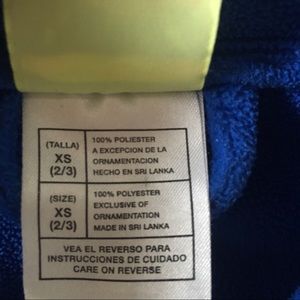 (TALLA)
XS
(2/3)
100% POLIESTER
A EXCEPCION DE LA
ORNAMENTACION
HECHO EN SRI LANKA
(SIZE)
XS
(2/3)
100% POLYESTER
EXCLUSIVE OF
ORNAMENTATION
MADE IN SRI LANKA
VEA EL REVERSO PARA
INSTRUCCIONES DE CUIDADO
CARE ON REVERSE